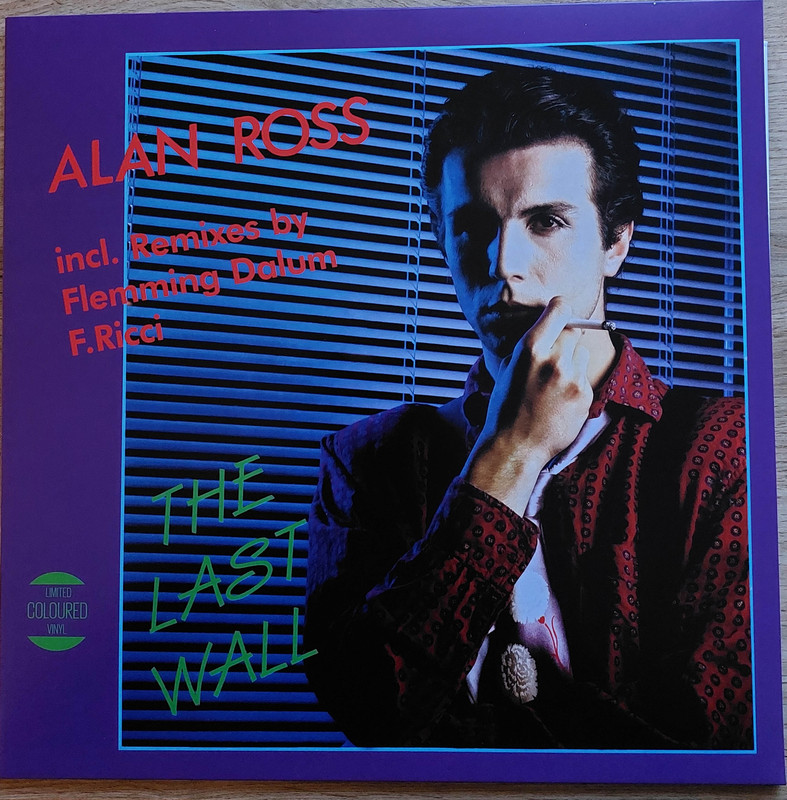 ALAN ROSS
incl. Remixes by
Flemming Dalum
F.Ricci
THE
LAST
WALL
LIMITED
COLOURED
VINYL